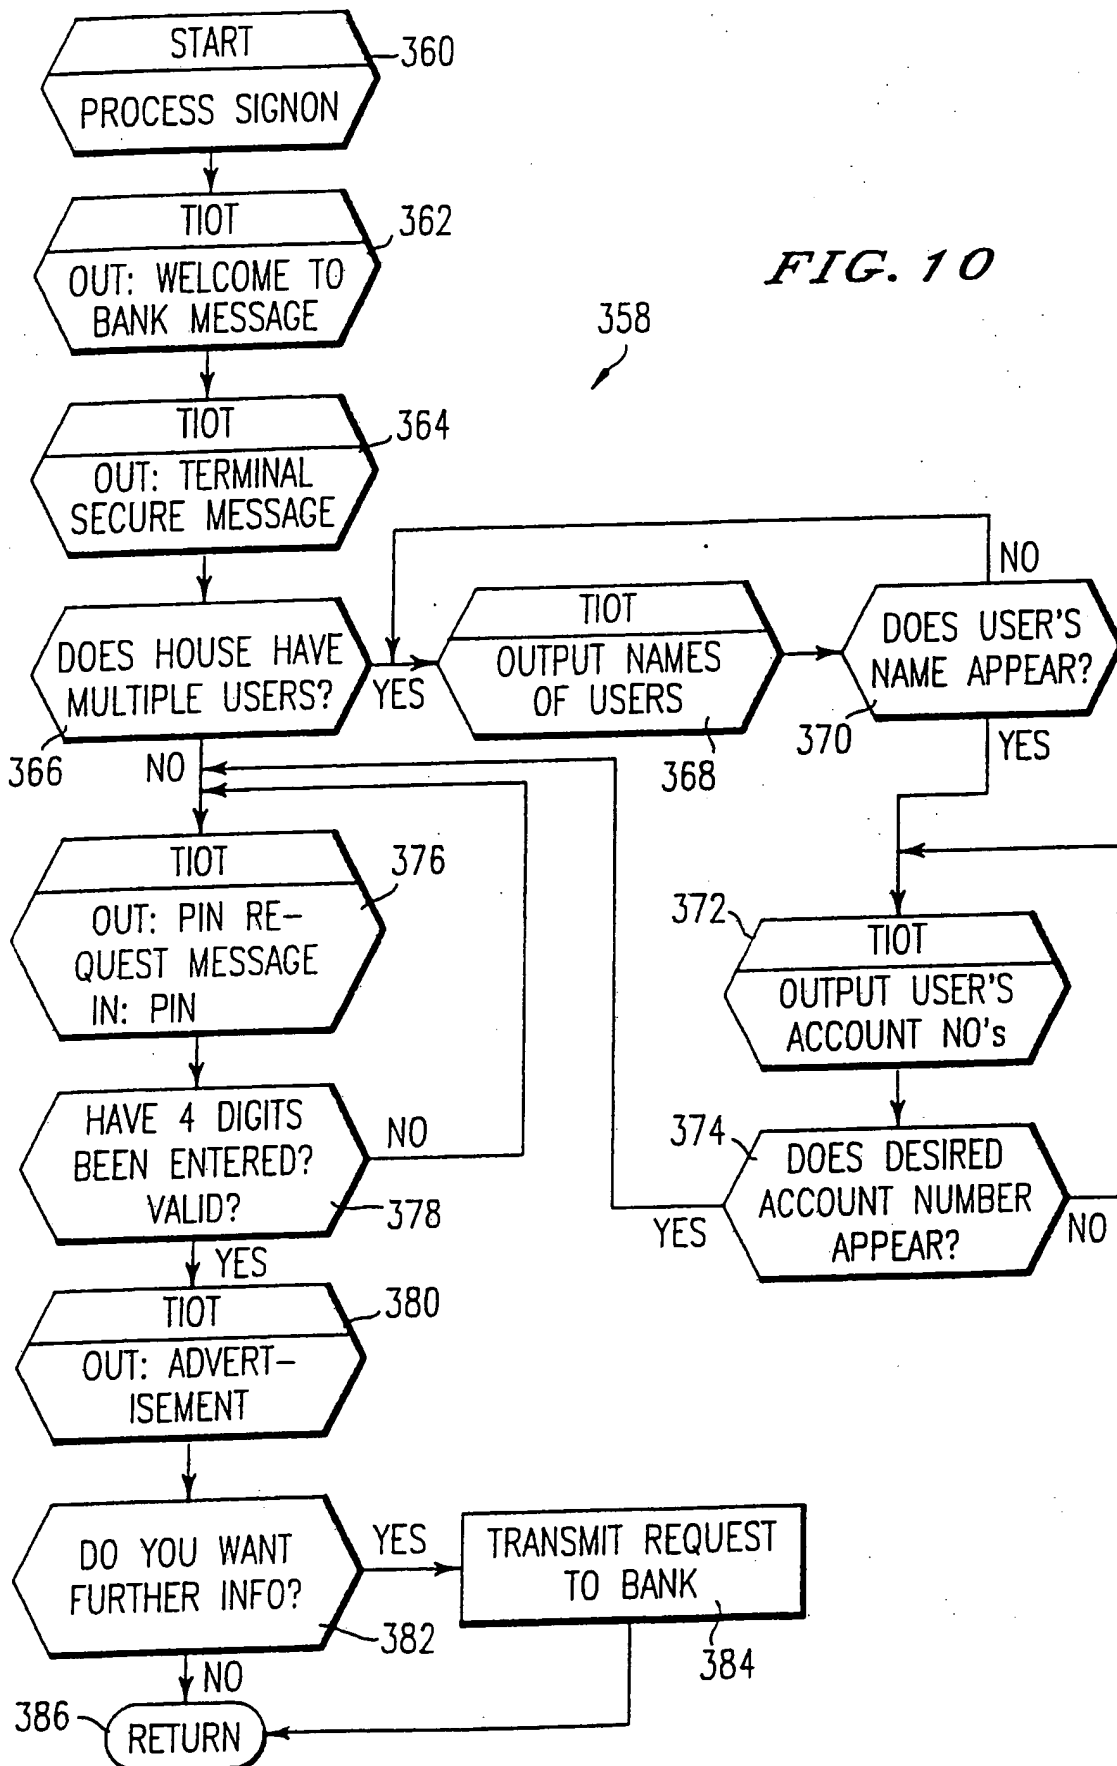 START
360
PROCESS SIGNON
TIOT
362
OUT: WELCOME TO
BANK MESSAGE
FIG. 10
358
TIOT
364
OUT: TERMINAL
SECURE MESSAGE
DOES HOUSE HAVE
MULTIPLE USERS?
366
YES
NO
TIOT
OUTPUT NAMES
OF USERS
368
NO
DOES USER'S
NAME APPEAR?
370
YES
372
TIOT
OUTPUT USER'S
ACCOUNT NO's
374
DOES DESIRED
ACCOUNT NUMBER
APPEAR?
YES
NO
TIOT
376
OUT: PIN RE-
QUEST MESSAGE
IN: PIN
HAVE 4 DIGITS
BEEN ENTERED?
VALID?
NO
378
YES
TIOT
380
OUT: ADVERT-
ISEMENT
DO YOU WANT
FURTHER INFO?
YES
382
TRANSMIT REQUEST
TO BANK
384
NO
386
RETURN